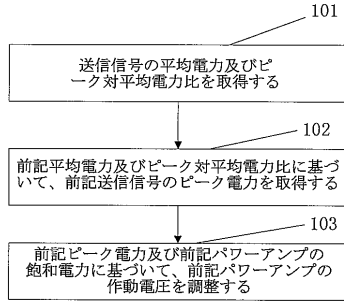 101
送信信号の平均電力及びピ
ーク対平均電力比を取得する
102
前記平均電力及びピーク対平均電力比に基づ
いて、前記送信信号のピーク電力を取得する
103
前記ピーク電力及び前記パワーアンプの
飽和電力に基づいて、前記パワーアンプの
作動電圧を調整する